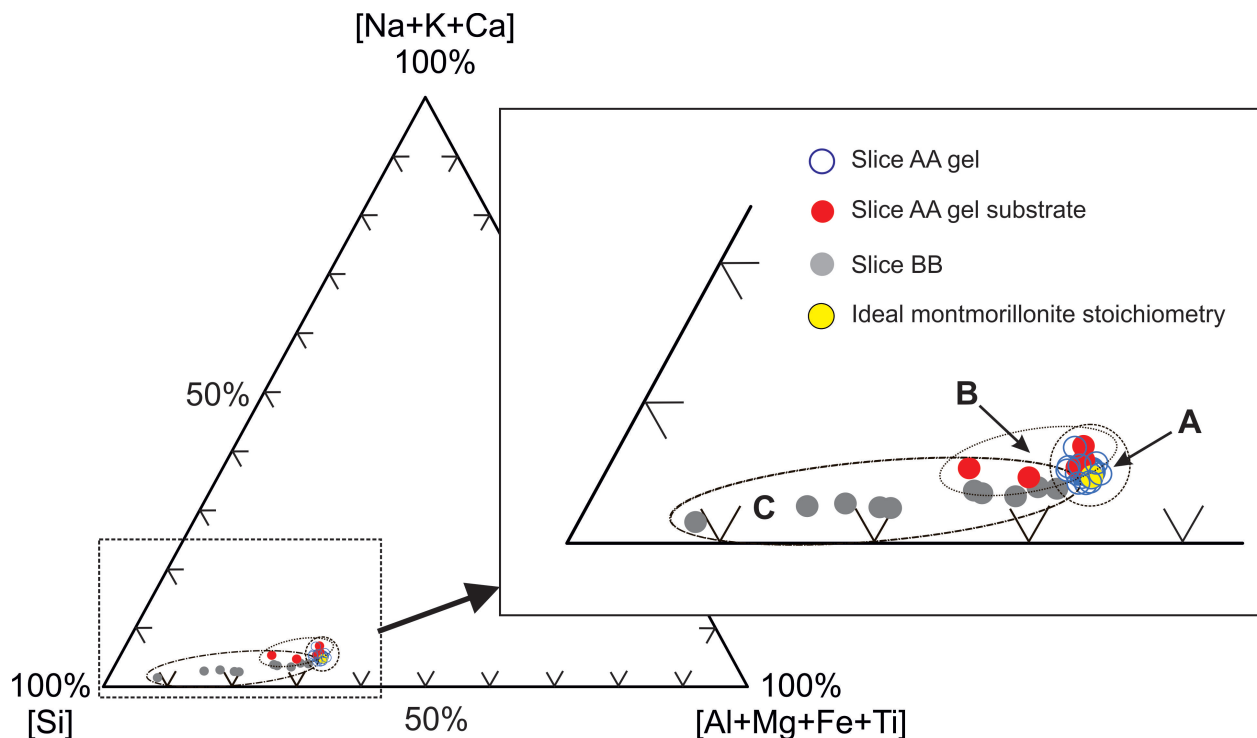 [Na+K+Ca]
100%
Slice AA gel
Slice AA gel substrate
Slice BB
Ideal montmorillonite stoichiometry
50%
B
A
C
100%
[Si]
50%
100%
[Al+Mg+Fe+Ti]